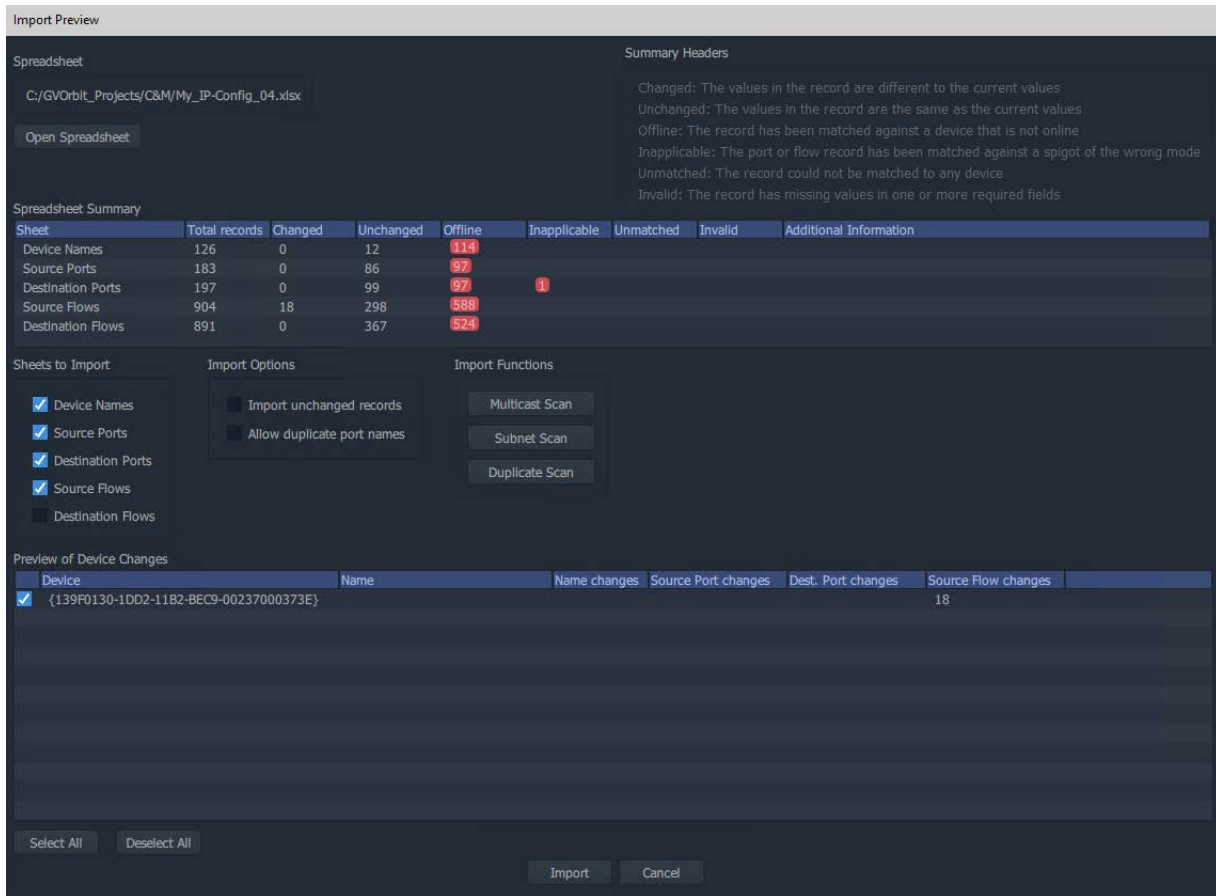 Import Preview
Spreadsheet
C:/GVOrbit_Projects/C&M/My_IP-Config_04.xlsx
Open Spreadsheet
Summary Headers
Changed: The values in the record are different to the current values
Unchanged: The values in the record are the same as the current values
Offline: The record has been matched against a device that is not online
Inapplicable: The port or flow record has been matched against a spigot of the wrong mode
Unmatched: The record could not be matched to any device
Invalid: The record has missing values in one or more required fields
Spreadsheet Summary
Sheet Total records Changed Unchanged Offline Inapplicable Unmatched Invalid Additional Information
Device Names 126 0 12 114
Source Ports 183 0 86 97
Destination Ports 197 0 99 97 1
Source Flows 904 18 298 588
Destination Flows 891 0 367 524
Sheets to Import
Device Names
Source Ports
Destination Ports
Source Flows
Destination Flows
Import Options
Import unchanged records
Allow duplicate port names
Import Functions
Multicast Scan
Subnet Scan
Duplicate Scan
Preview of Device Changes
Device Name Name changes Source Port changes Dest. Port changes Source Flow changes
{139F0130-1DD2-11B2-BEC9-00237000373E} 18
Select All Deselect All
Import Cancel